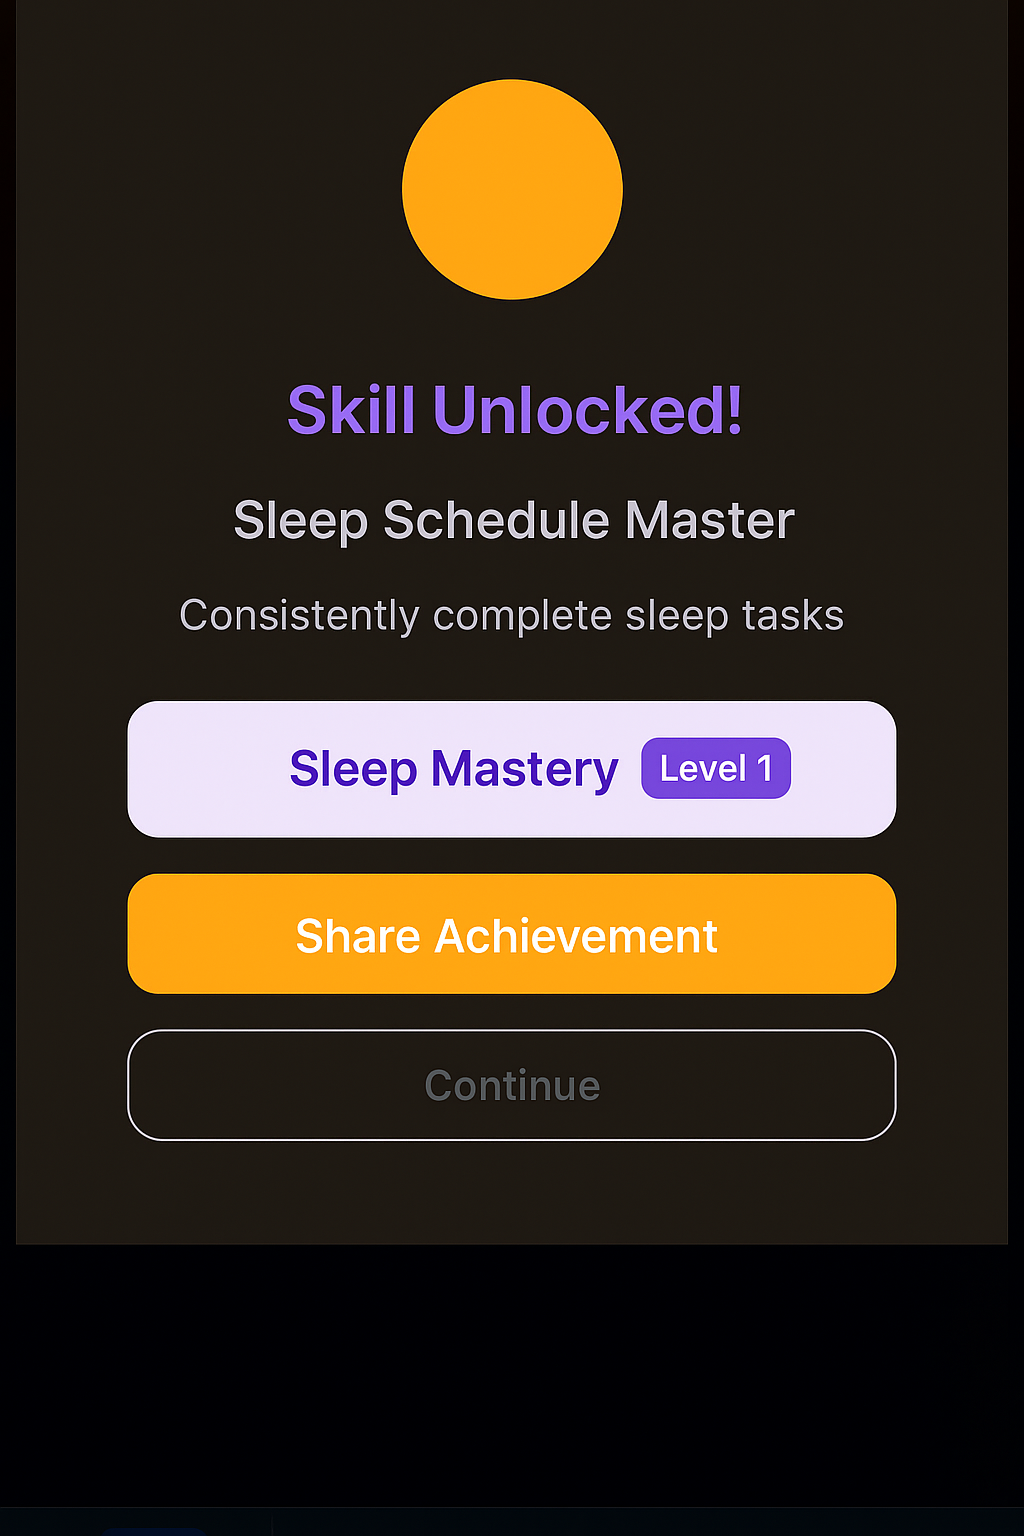 Skill Unlocked!
Sleep Schedule Master
Consistently complete sleep tasks
Sleep Mastery Level 1
Share Achievement
Continue